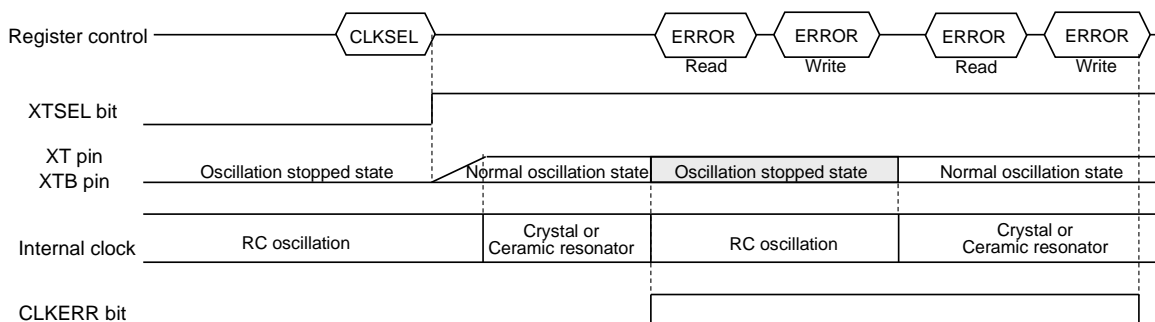 Register control CLKSEL ERROR ERROR ERROR ERROR
Read Write Read Write
XTSEL bit
XT pin
XTB pin
Oscillation stopped state Normal oscillation state Oscillation stopped state Normal oscillation state
Internal clock
RC oscillation
Crystal or
Ceramic resonator
RC oscillation
Crystal or
Ceramic resonator
CLKERR bit